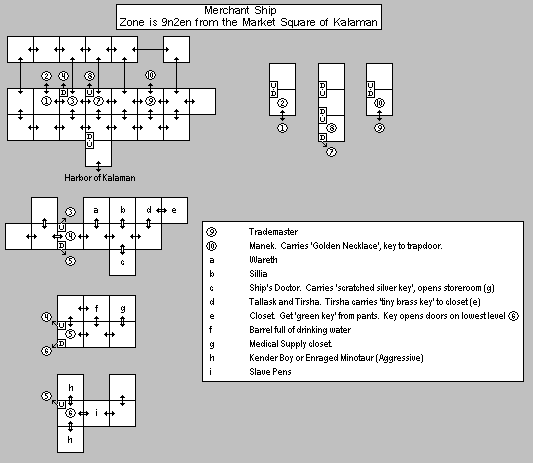 Merchant Ship
Zone is 9n2en from the Market Square of Kalaman
2 4 8 10
1 D 3 D 7 9
D
U
Harbor of Kalaman
U
D 2
1
U
D
U 8
D
7
U
D 10
9
3
a b d e
U 4
D
5
c
4
f g
U 5
D
6
h
5
U 6 i
h
9 Trademaster
10 Manek. Carries 'Golden Necklace', key to trapdoor.
a Wareth
b Sillia
c Ship's Doctor. Carries 'scratched silver key', opens storeroom (g)
d Tallask and Tirsha. Tirsha carries 'tiny brass key' to closet (e)
e Closet. Get 'green key' from pants. Key opens doors on lowest level 6
f Barrel full of drinking water
g Medical Supply closet.
h Kender Boy or Enraged Minotaur (Aggressive)
i Slave Pens